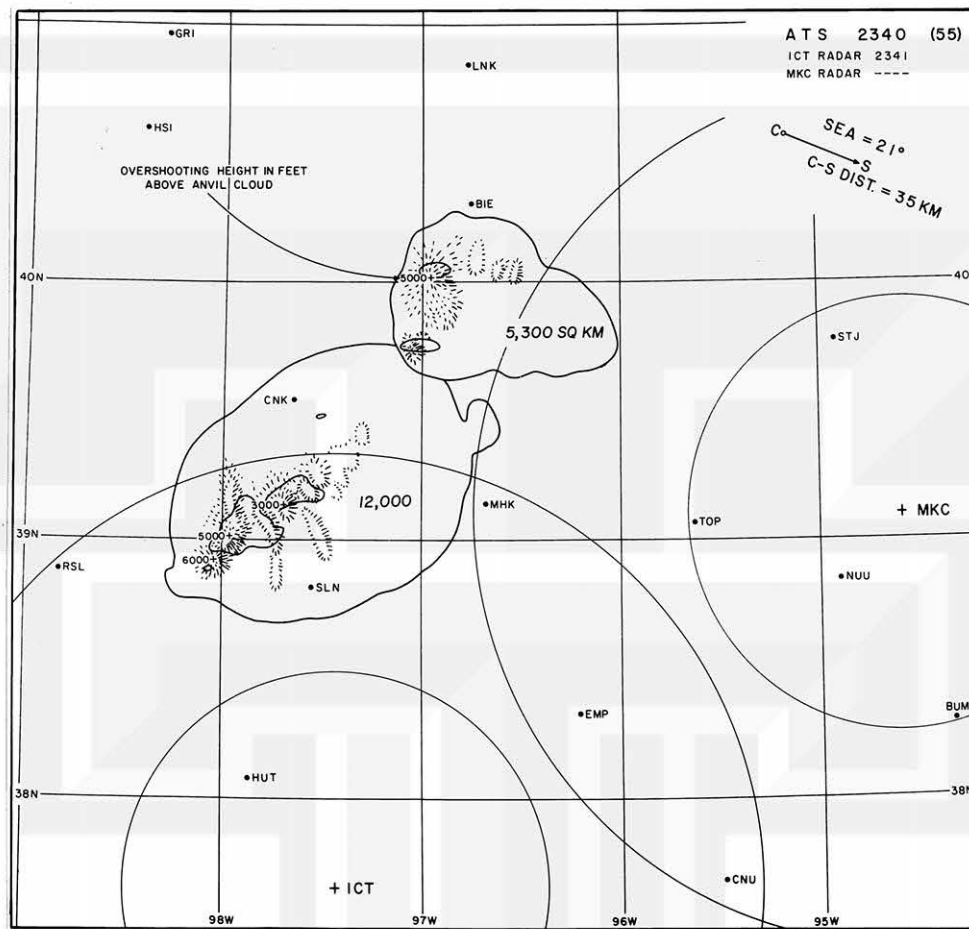 ATS 2340 (55)
ICT RADAR 2341
MKC RADAR ----
GRI
LNK
HSI
C
SEA = 21°
S
C-S DIST. = 35 KM
OVERSHOOTING HEIGHT IN FEET
ABOVE ANVIL CLOUD
BIE
40N
5000+
40
5,300 SQ KM
STJ
CNK
3000+
12,000
MHK
+ MKC
TOP
39N
5000+
39
6000+
RSL
SLN
NUU
EMP
BUM
HUT
38N
38N
+ ICT
CNU
98W
97W
96W
95W